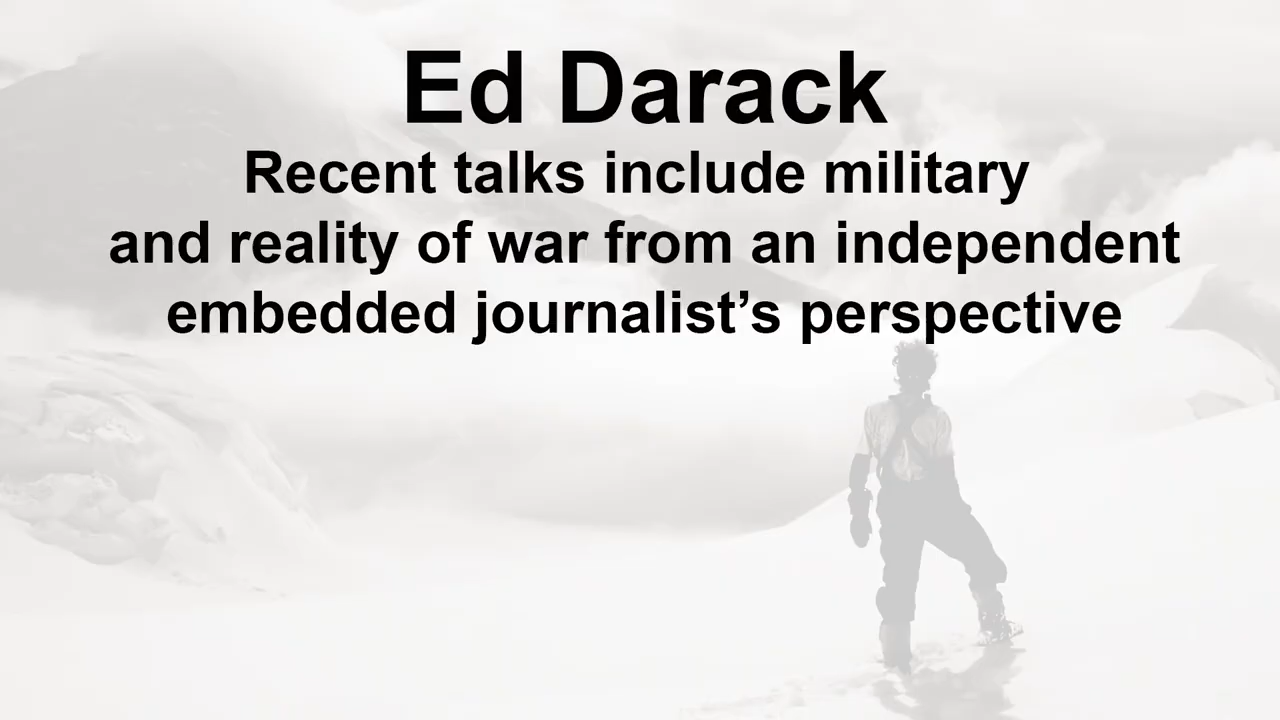 Ed Darack
Recent talks include military
and reality of war from an independent
embedded journalist’s perspective